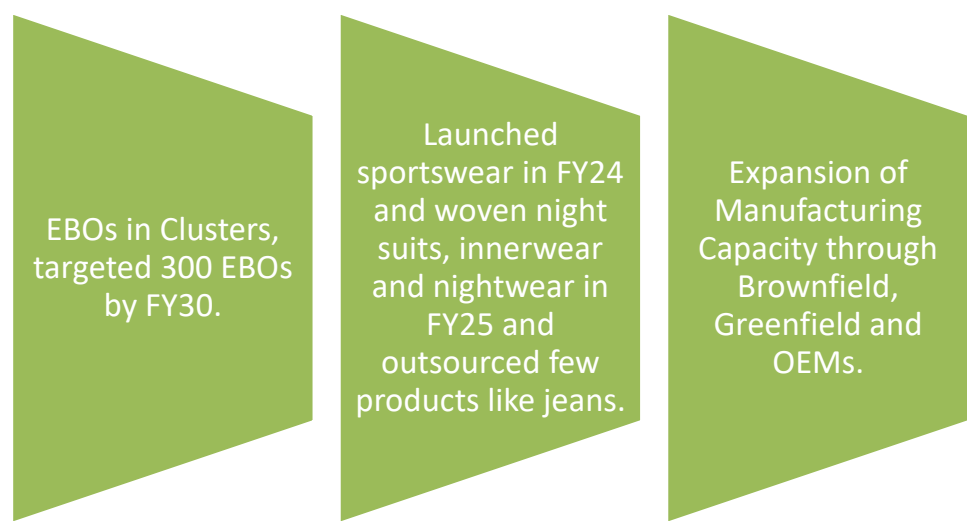 EBOs in Clusters,
targeted 300 EBOs
by FY30.
Launched
sportswear in FY24
and woven night
suits, innerwear
and nightwear in
FY25 and
outsourced few
products like jeans.
Expansion of
Manufacturing
Capacity through
Brownfield,
Greenfield and
OEMs.